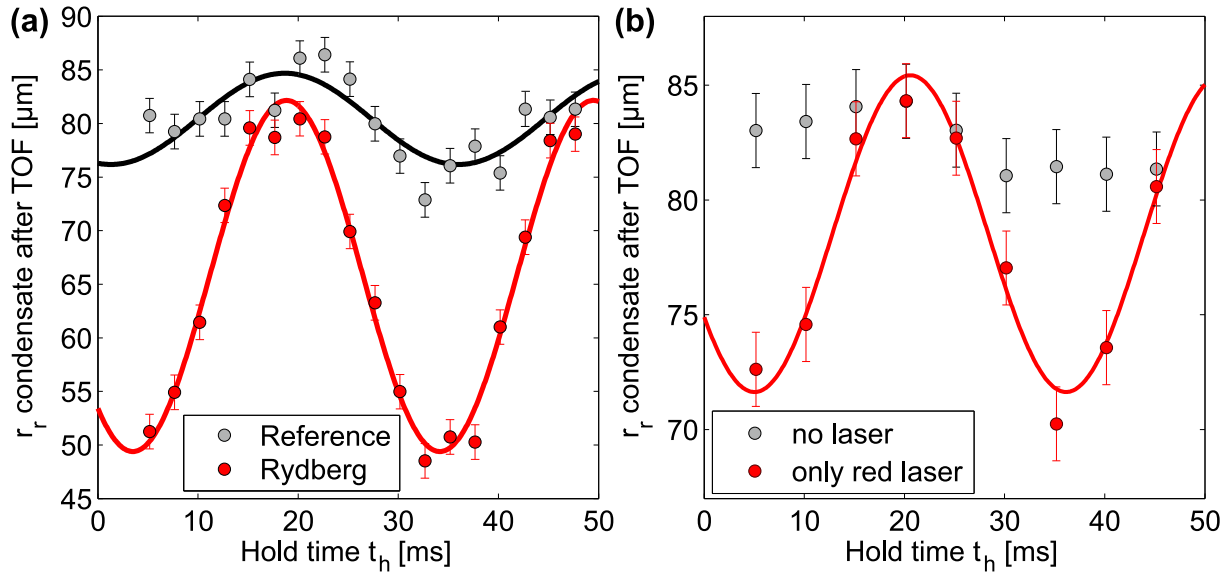 (a)
r_r condensate after TOF [µm]
90
85
80
75
70
65
60
55
50
45
Reference
Rydberg
0 10 20 30 40 50
Hold time t_h [ms]
(b)
r_r condensate after TOF [µm]
85
80
75
70
no laser
only red laser
0 10 20 30 40 50
Hold time t_h [ms]